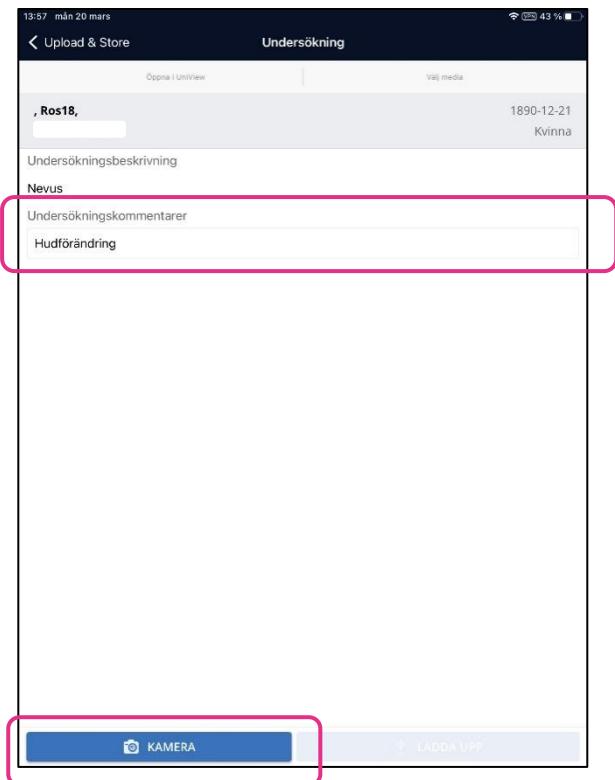 13:57 mån 20 mars VPN 43 %
Upload & Store Undersökning
Öppna i UniView Välj media
, Ros18, 1890-12-21
Kvinna
Undersökningsbeskrivning
Nevus
Undersökningskommentarer
Hudförändring
KAMERA LADDA UPP